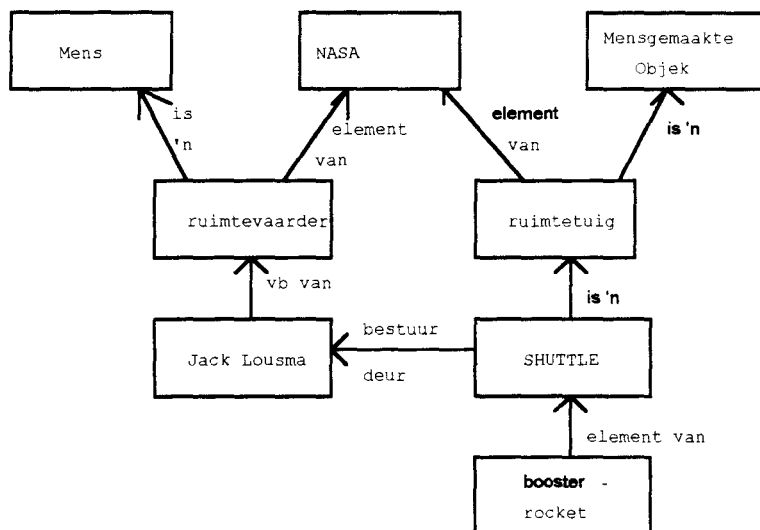 Mens
NASA
Mensgemaakte
Objek
is
'n
element
van
element
van
is 'n
ruimtevaarder
ruimtetuig
vb van
is 'n
Jack Lousma
bestuur
deur
SHUTTLE
element van
booster -
rocket